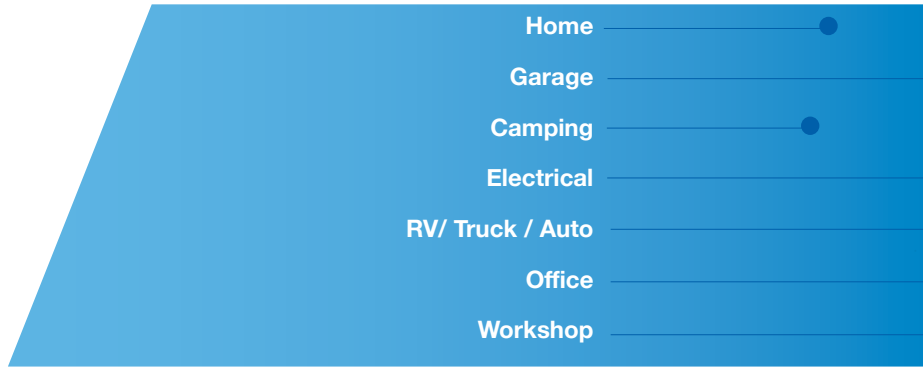 Home
Garage
Camping
Electrical
RV/ Truck / Auto
Office
Workshop